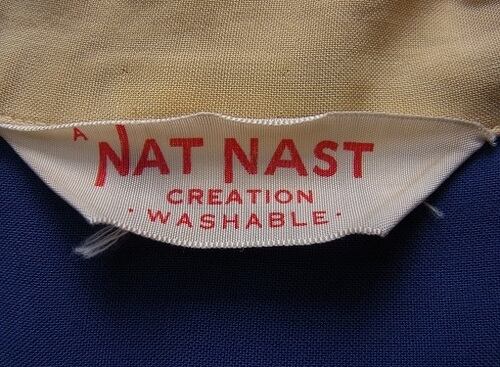 A
NAT NAST
CREATION
· WASHABLE ·